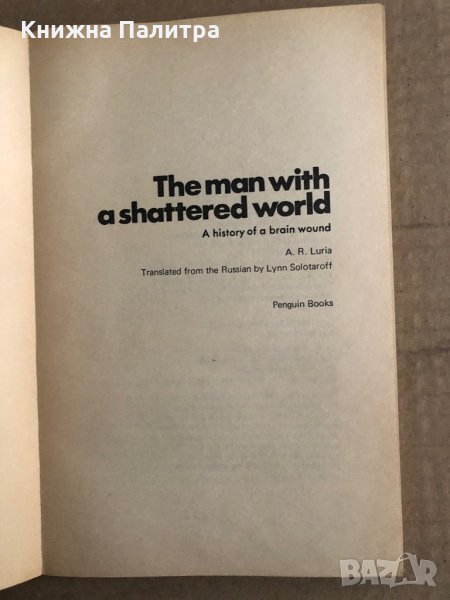 Книжна Палитра
The man with
a shattered world
A history of a brain wound
A. R. Luria
Translated from the Russian by Lynn Solotaroff
Penguin Books
BAZAR